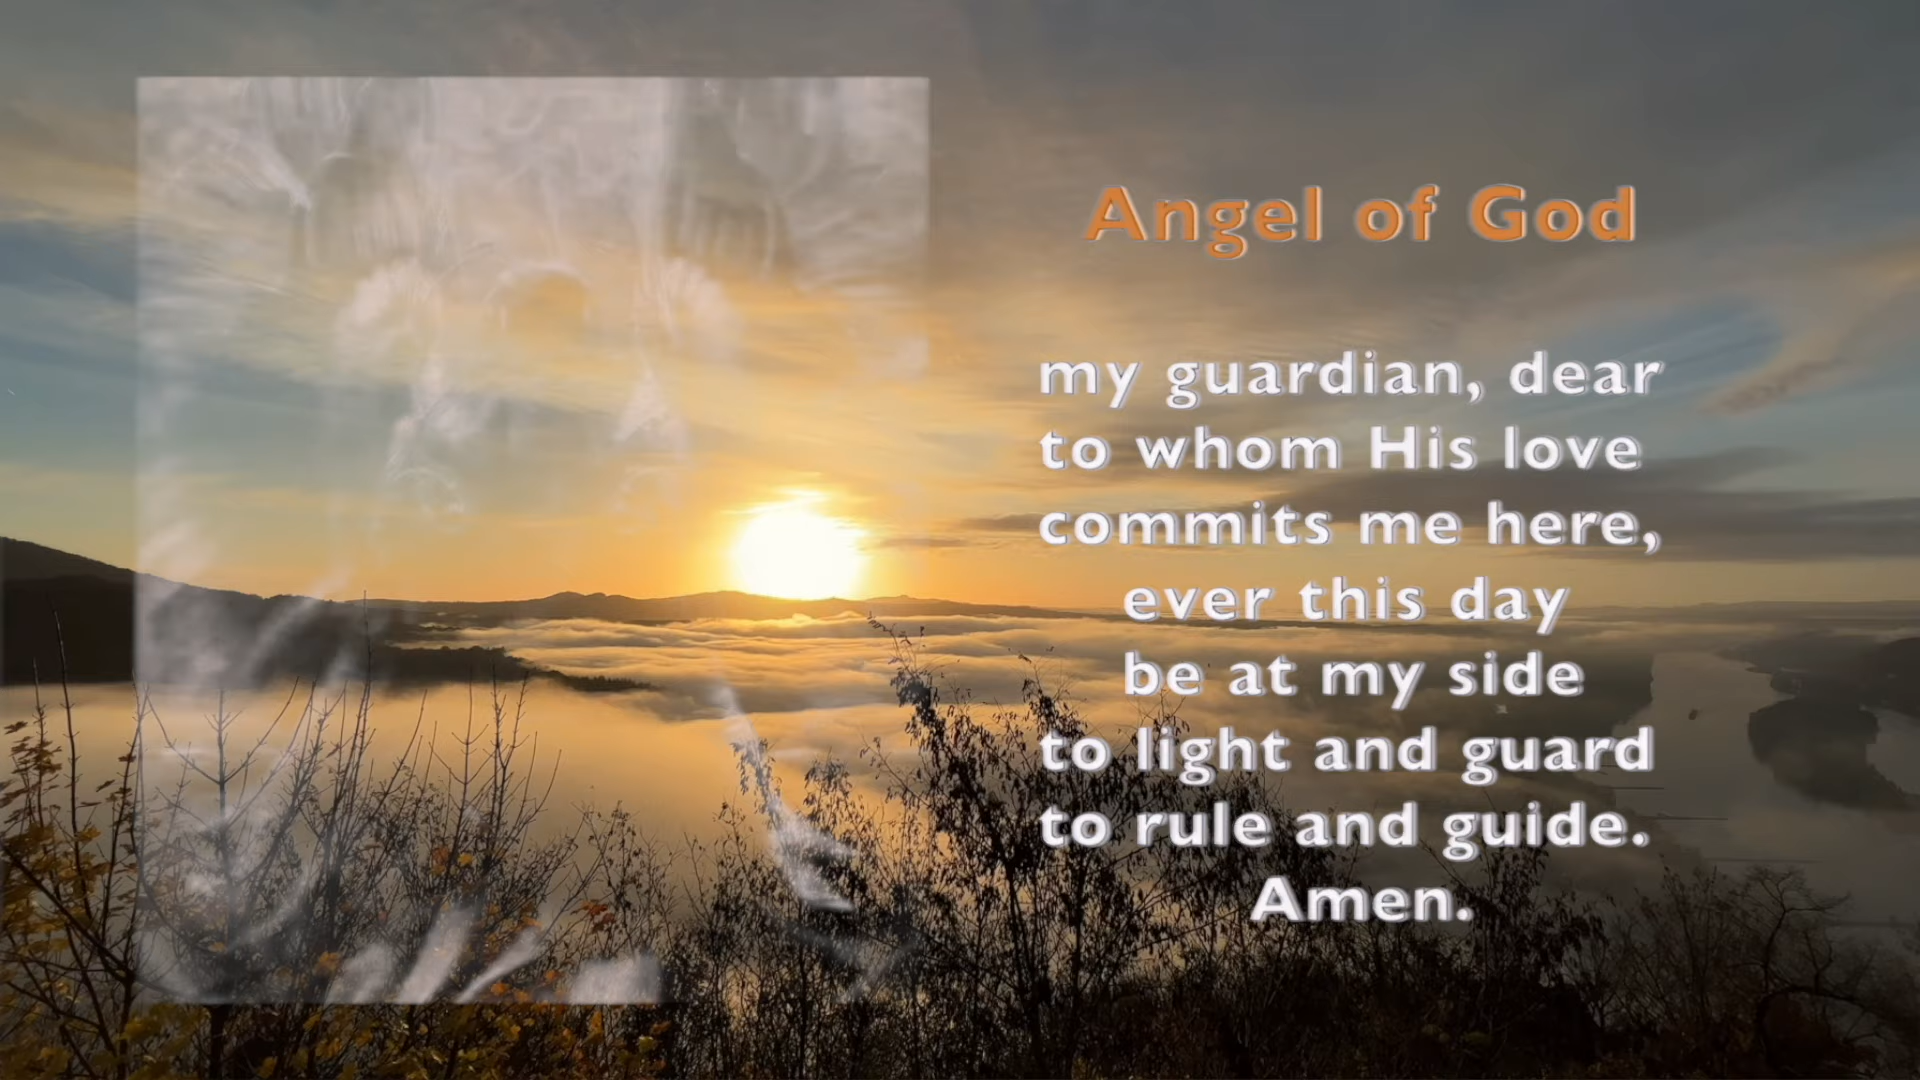 Angel of God
my guardian, dear
to whom His love
commits me here,
ever this day
be at my side
to light and guard
to rule and guide.
Amen.